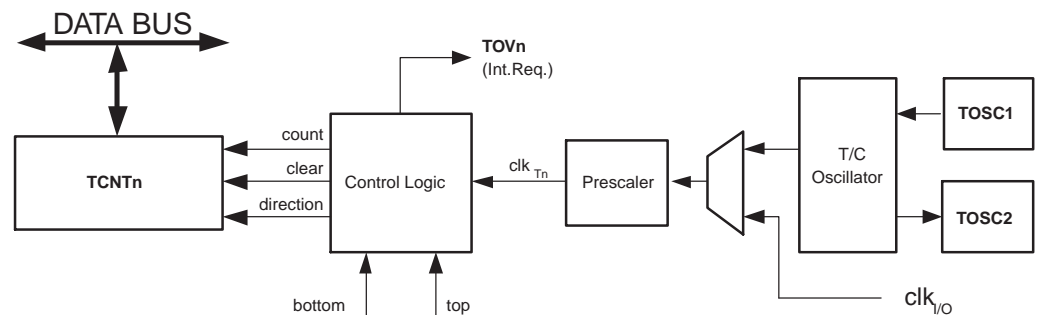 DATA BUS
TOVn
(Int.Req.)
TCNTn
count
clear
direction
Control Logic
clk Tn
Prescaler
T/C
Oscillator
TOSC1
TOSC2
bottom
top
clk I/O